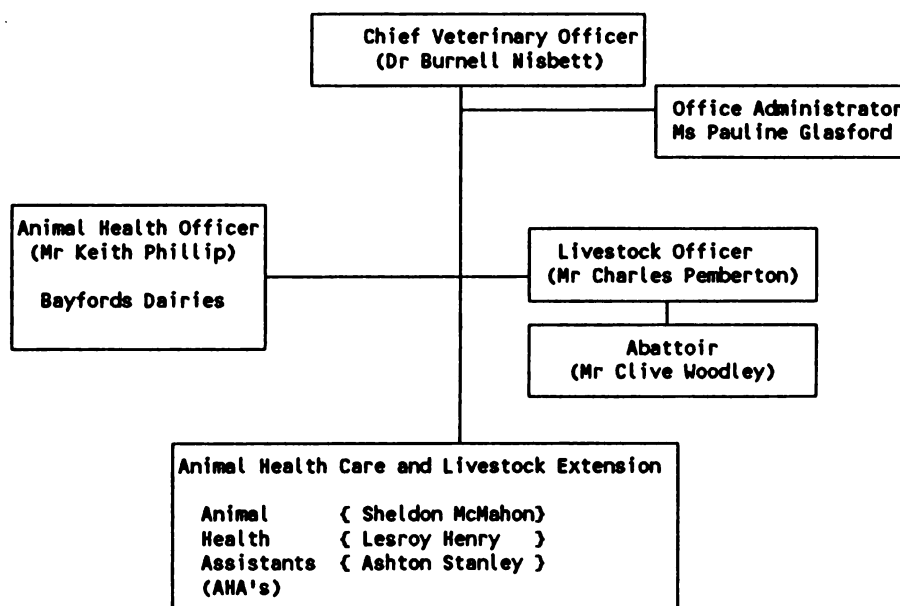 Chief Veterinary Officer
(Dr Burnell Nisbett)
Office Administrator
Ms Pauline Glasford
Animal Health Officer
(Mr Keith Phillip)
Bayfords Dairies
Livestock Officer
(Mr Charles Pemberton)
Abattoir
(Mr Clive Woodley)
Animal Health Care and Livestock Extension
Animal { Sheldon McMahon}
Health { Lesroy Henry }
Assistants { Ashton Stanley }
(AHA's)